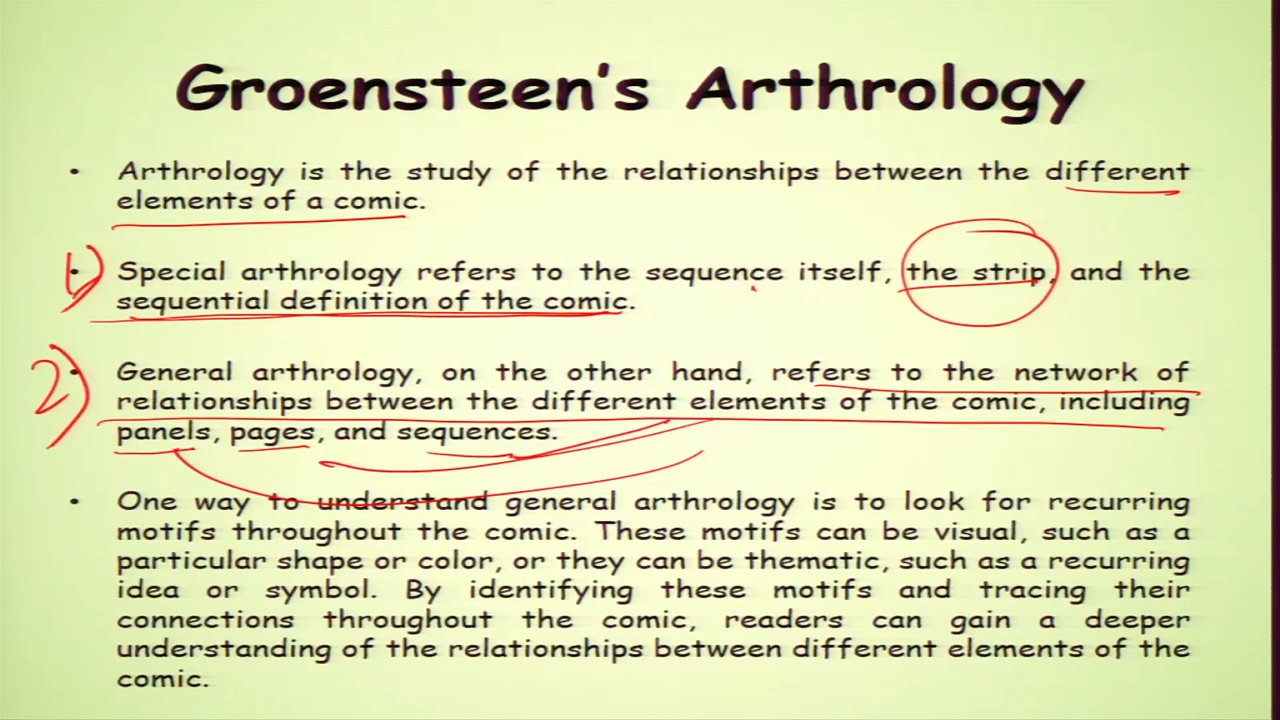 Groensteen's Arthrology
• Arthrology is the study of the relationships between the different
elements of a comic.
1) • Special arthrology refers to the sequence itself, the strip, and the
sequential definition of the comic.
2) • General arthrology, on the other hand, refers to the network of
relationships between the different elements of the comic, including
panels, pages, and sequences.
• One way to understand general arthrology is to look for recurring
motifs throughout the comic. These motifs can be visual, such as a
particular shape or color, or they can be thematic, such as a recurring
idea or symbol. By identifying these motifs and tracing their
connections throughout the comic, readers can gain a deeper
understanding of the relationships between different elements of the
comic.